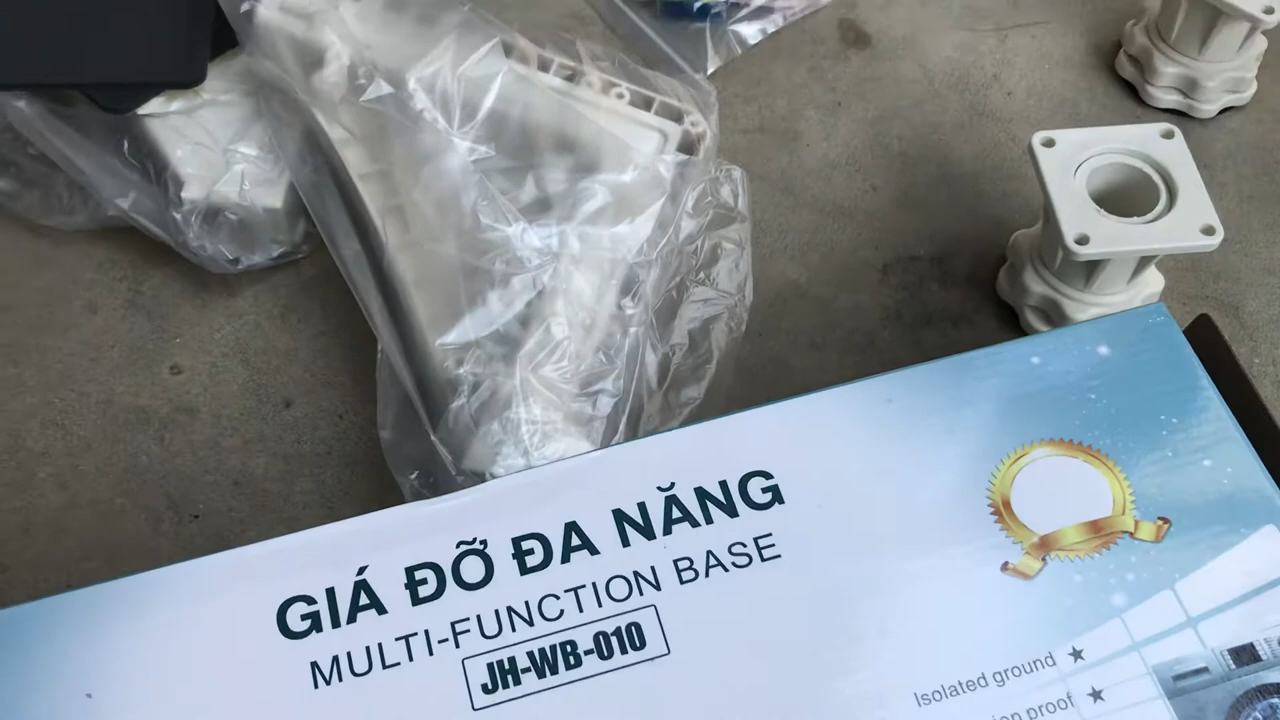 GIÁ ĐỠ ĐA NĂNG
MULTI-FUNCTION BASE
JH-WB-010
Isolated ground
proof